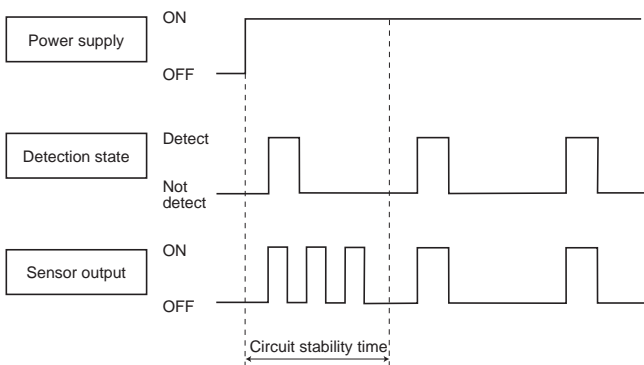 ON
Power supply
OFF
Detect
Detection state
Not
detect
ON
Sensor output
OFF
Circuit stability time